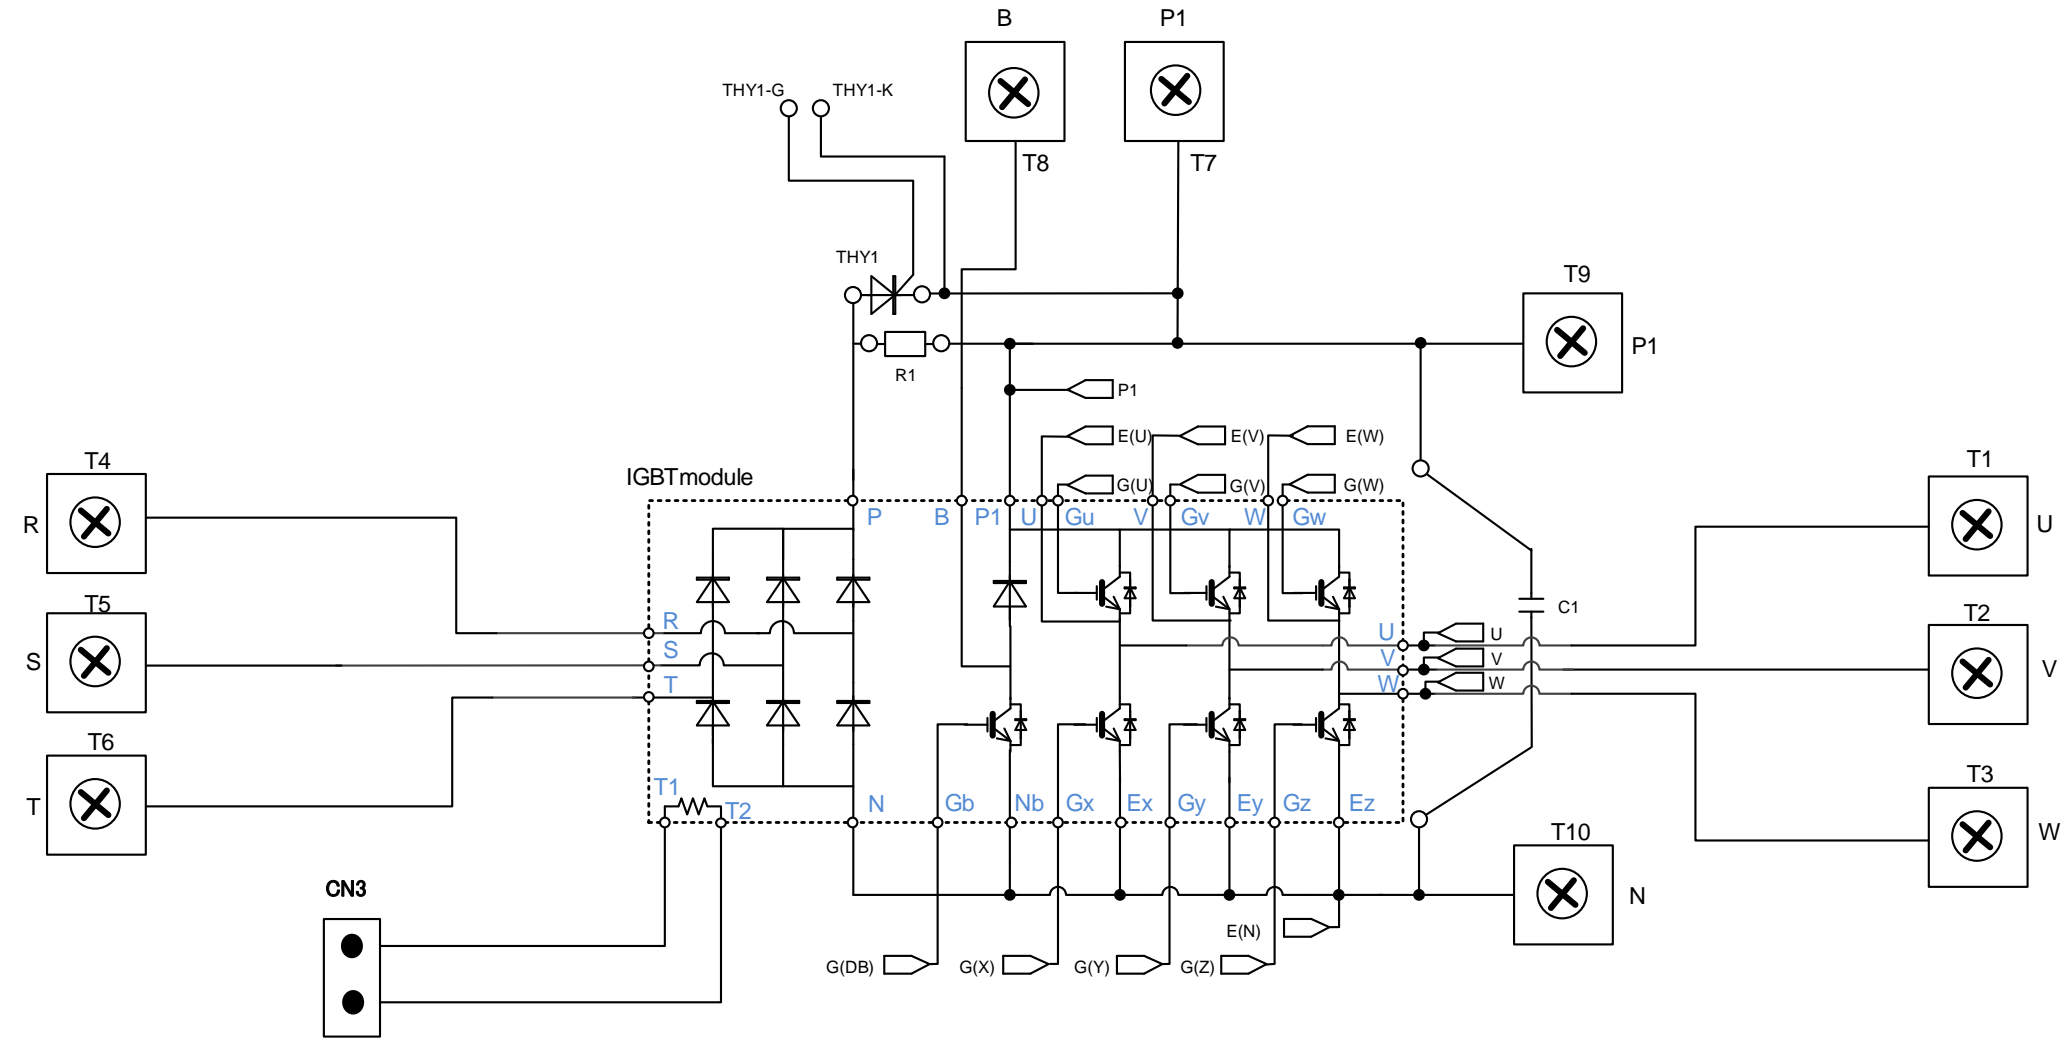 B
P1
THY1-G
THY1-K
T8
T7
THY1
T9
P1
R1
P1
E(U)
E(V)
E(W)
T4
IGBTmodule
T1
G(U)
G(V)
G(W)
R
P
B
P1
U
Gu
V
Gv
W
Gw
U
T5
C1
T2
R
U
U
S
S
V
V
V
T
W
W
T6
T3
T1
T2
N
Gb
Nb
Gx
Ex
Gy
Ey
Gz
Ez
T
T10
W
CN3
N
E(N)
G(DB)
G(X)
G(Y)
G(Z)